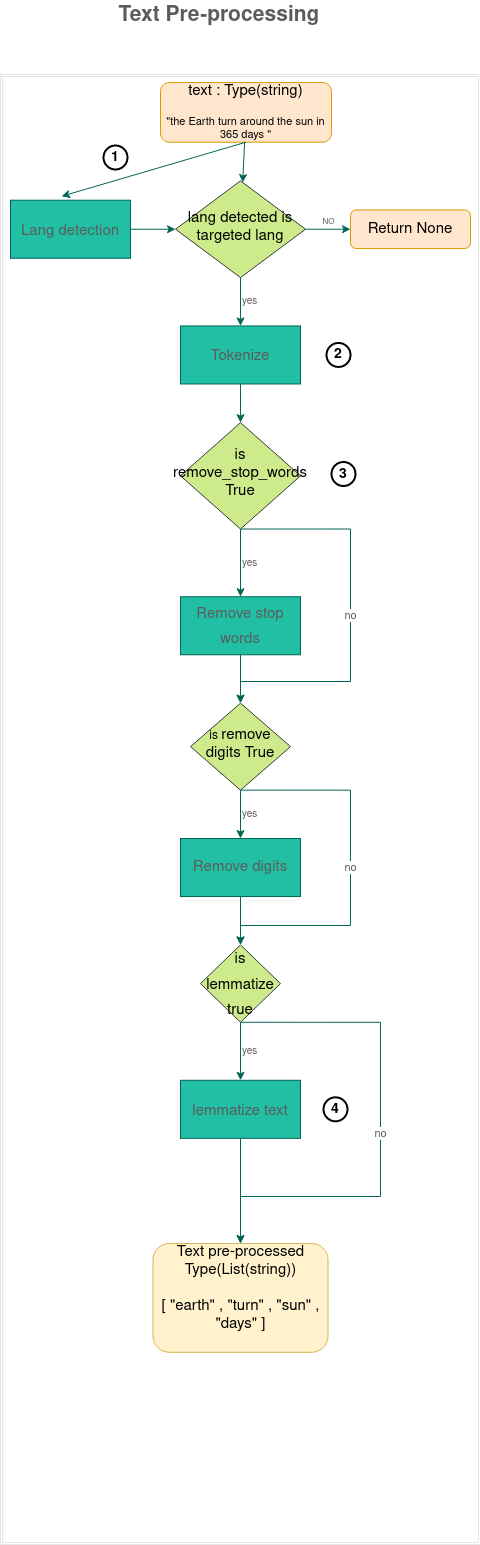 Text Pre-processing
text : Type(string)
"the Earth turn around the sun in
365 days "
1
Lang detection
lang detected is
targeted lang
NO
Return None
yes
Tokenize
2
is
remove_stop_words
True
3
yes
Remove stop
words
no
is remove
digits True
yes
Remove digits
no
is
lemmatize
true
yes
lemmatize text
4
no
Text pre-processed
Type(List(string))
[ "earth" , "turn" , "sun" ,
"days" ]